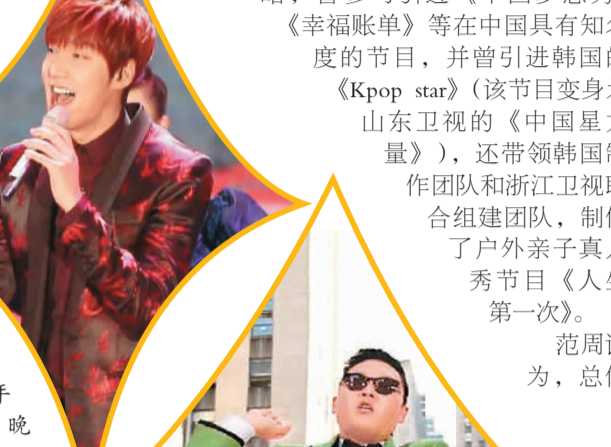 《幸福账单》等在中国具有知名
度的节目，并曾引进韩国的
《Kpop star》(该节目变身为
山东卫视的《中国星力
量》)，还带领韩国制
作团队和浙江卫视联
合组建团队，制作
了户外亲子真人
秀节目《人生
第一次》。
范周认
为，总体
年
晚